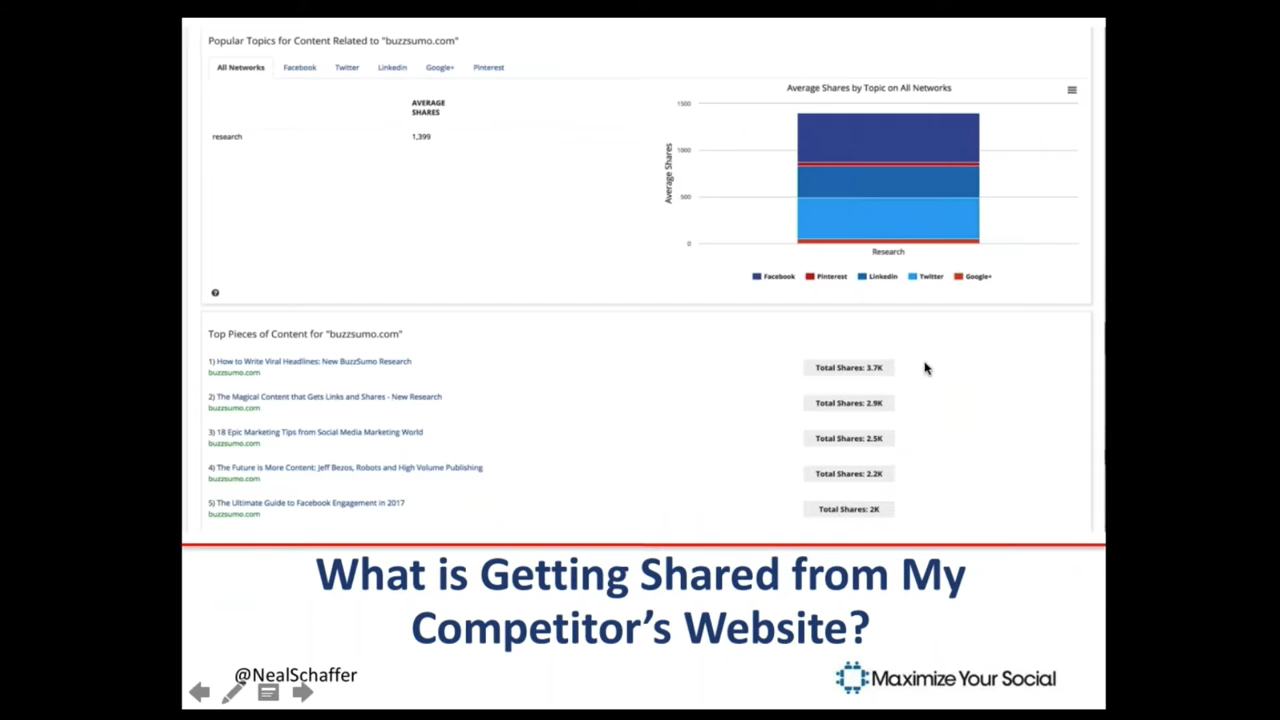 Popular Topics for Content Related to "buzzsumo.com"
All Networks Facebook Twitter Linkedin Google+ Pinterest
AVERAGE
SHARES
research 1,399
Average Shares by Topic on All Networks
Average Shares
1500
1000
500
0
Research
Facebook Pinterest Linkedin Twitter Google+
Top Pieces of Content for "buzzsumo.com"
1) How to Write Viral Headlines: New BuzzSumo Research
buzzsumo.com
Total Shares: 3.7K
2) The Magical Content that Gets Links and Shares - New Research
buzzsumo.com
Total Shares: 2.9K
3) 18 Epic Marketing Tips from Social Media Marketing World
buzzsumo.com
Total Shares: 2.5K
4) The Future is More Content: Jeff Bezos, Robots and High Volume Publishing
buzzsumo.com
Total Shares: 2.2K
5) The Ultimate Guide to Facebook Engagement in 2017
buzzsumo.com
Total Shares: 2K
What is Getting Shared from My
Competitor's Website?
@NealSchaffer
Maximize Your Social